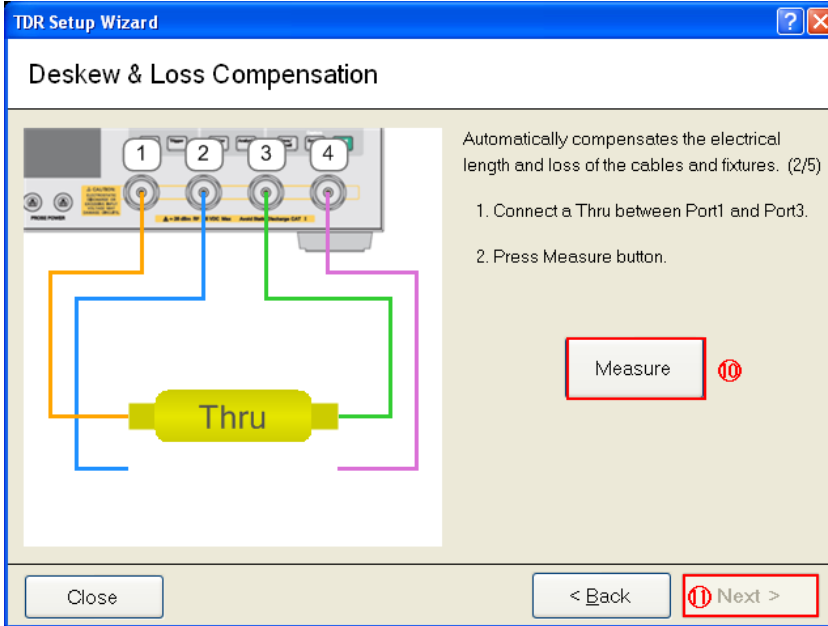 TDR Setup Wizard
Deskew & Loss Compensation
1 2 3 4
PROBE POWER
Automatically compensates the electrical
length and loss of the cables and fixtures. (2/5)
1. Connect a Thru between Port1 and Port3.
2. Press Measure button.
Thru
Measure
⑩
Close
< Back
⑪ Next >